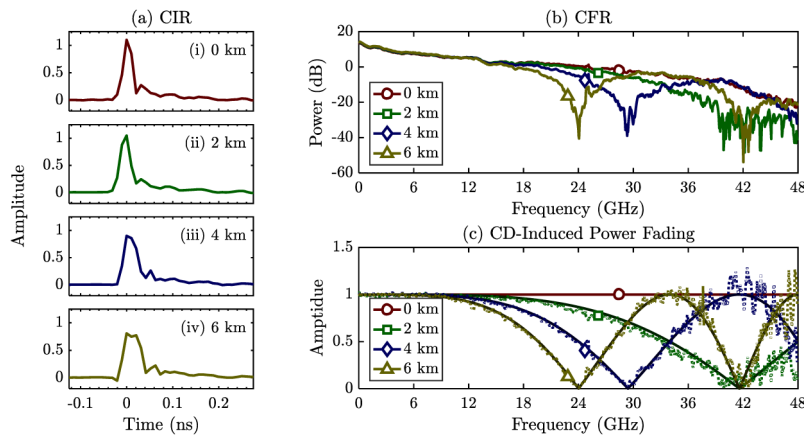 (a) CIR
1
0.5
0
(i) 0 km
1
0.5
0
(ii) 2 km
1
0.5
0
(iii) 4 km
1
0.5
0
(iv) 6 km
-0.1 0 0.1 0.2
Time (ns)
Amplitude
(b) CFR
20
0
-20
-40
-60
Power (dB)
0 km
2 km
4 km
6 km
0 6 12 18 24 30 36 42 48
Frequency (GHz)
(c) CD-Induced Power Fading
1.5
1
0.5
0
Amptidue
0 km
2 km
4 km
6 km
0 6 12 18 24 30 36 42 48
Frequency (GHz)